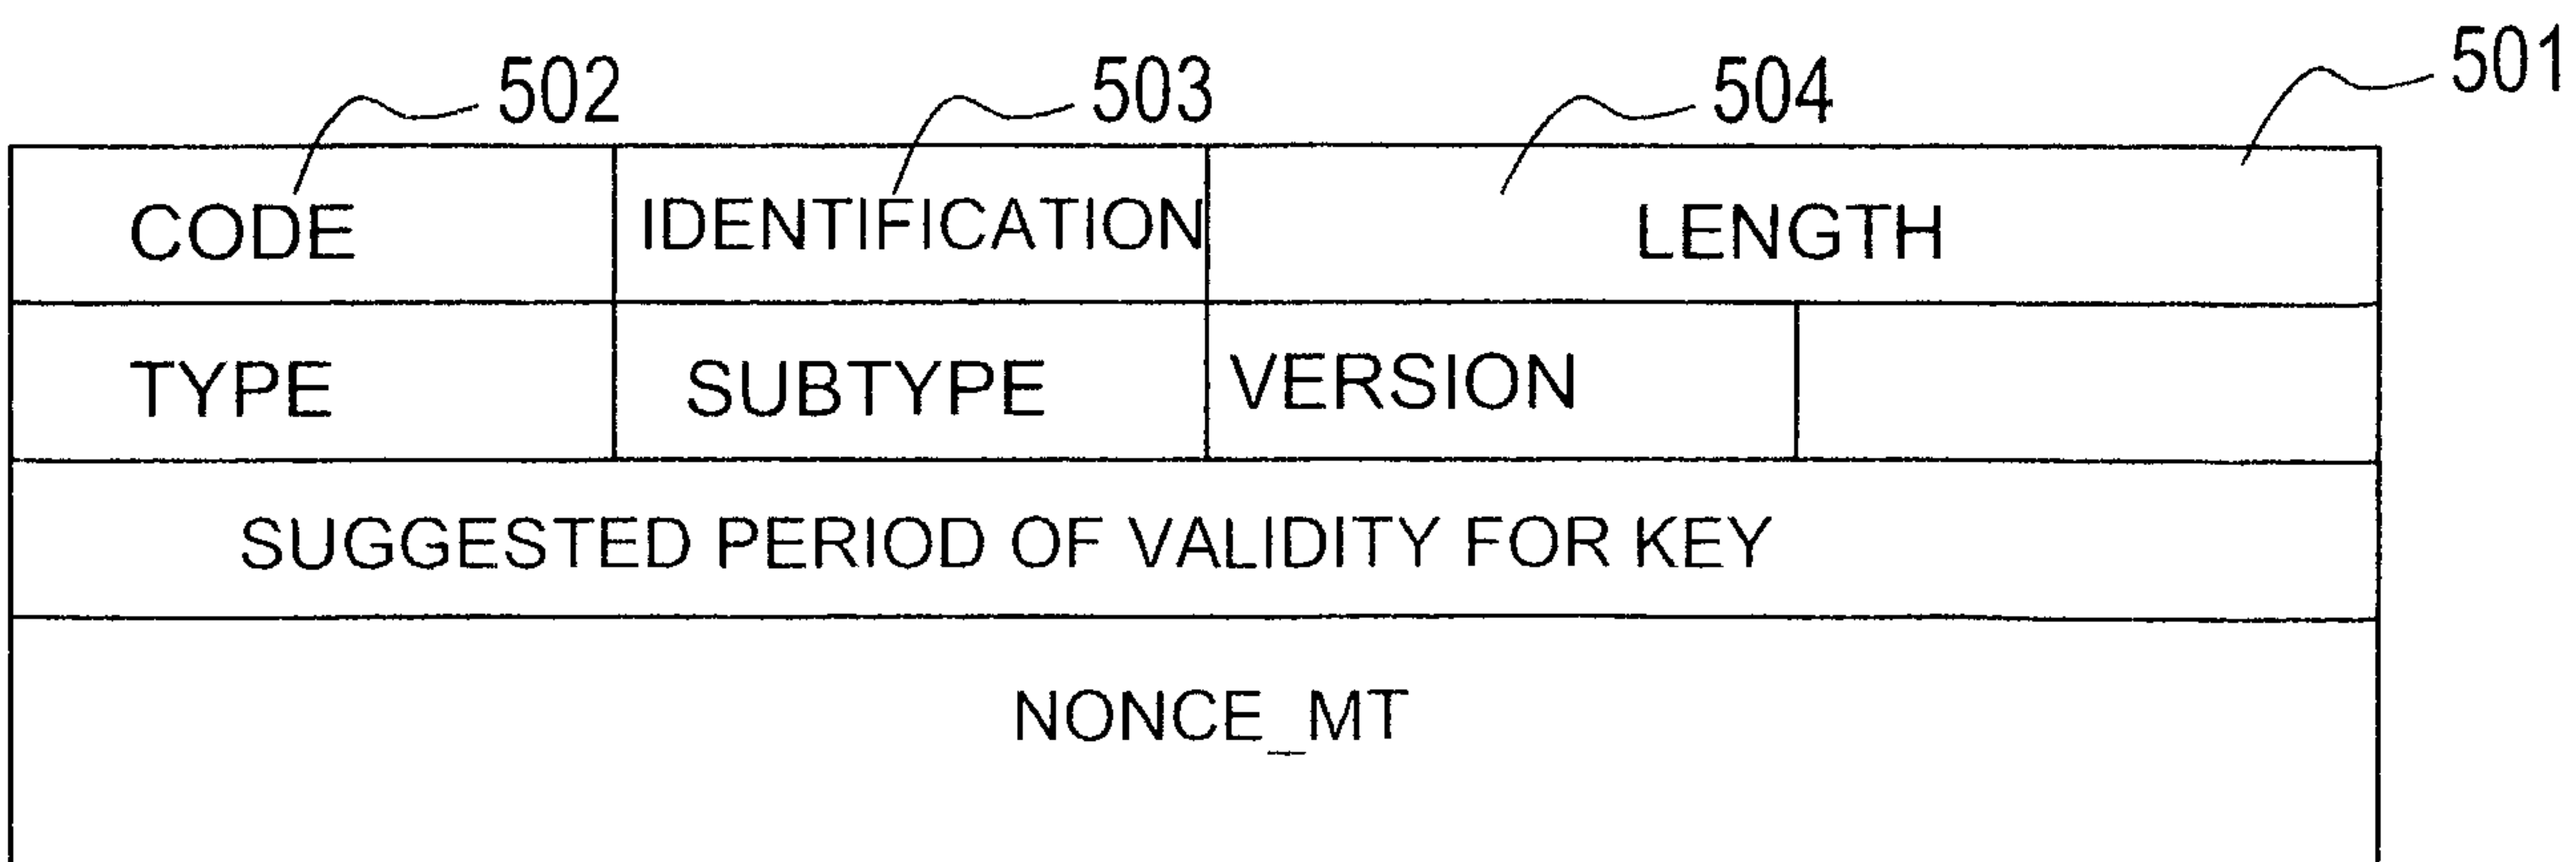 502 503 504 501
CODE IDENTIFICATION LENGTH
TYPE SUBTYPE VERSION
SUGGESTED PERIOD OF VALIDITY FOR KEY
NONCE_MT